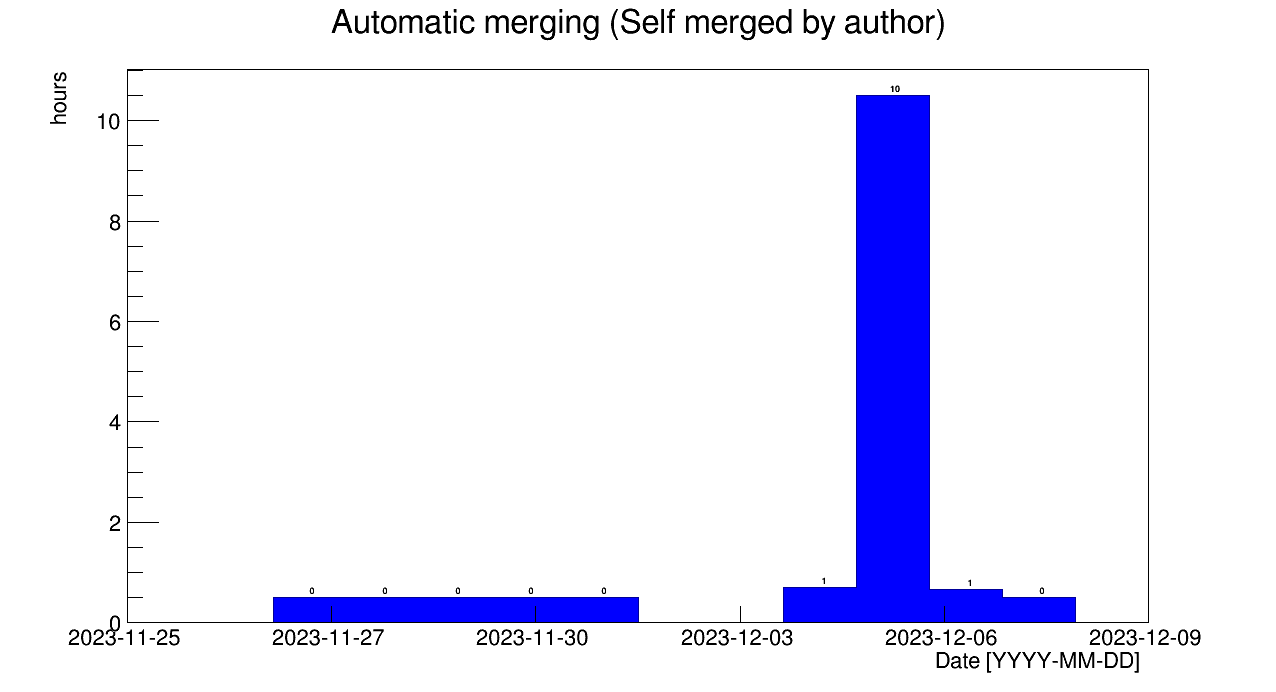 Automatic merging (Self merged by author)
hours
10
8
6
4
2
0
0 0 0 0 0 1 10 1 0
2023-11-25 2023-11-27 2023-11-30 2023-12-03 2023-12-06 2023-12-09
Date [YYYY-MM-DD]